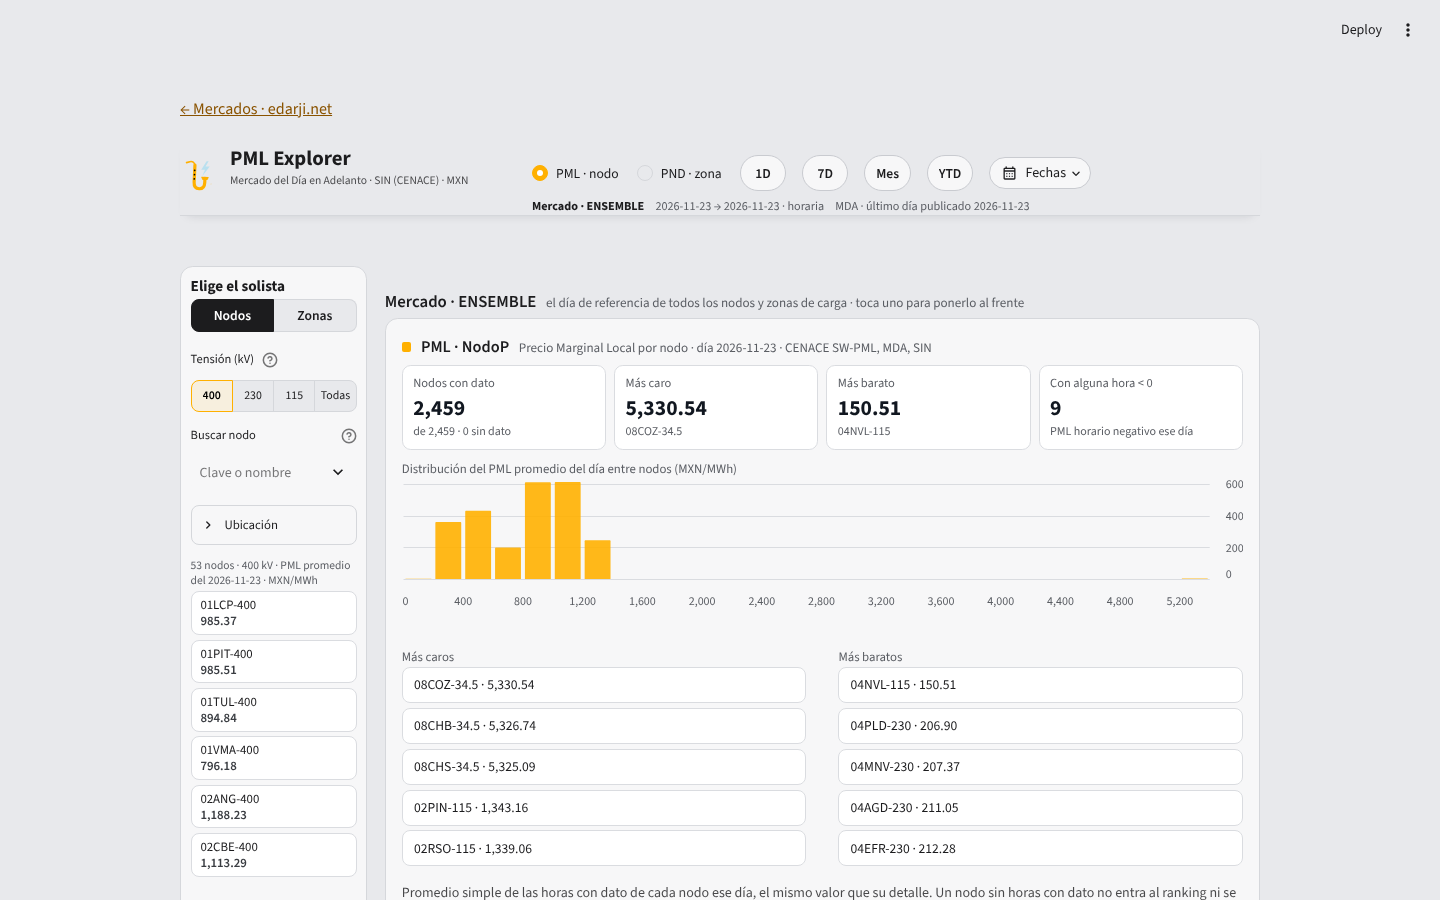 Deploy
← Mercados · edarji.net
PML Explorer
Mercado del Día en Adelanto · SIN (CENACE) · MXN
PML · nodo
PND · zona
1D
7D
Mes
YTD
Fechas
Mercado · ENSEMBLE 2026-11-23 → 2026-11-23 · horaria MDA · último día publicado 2026-11-23
Elige el solista
Nodos
Zonas
Tensión (kV)
400
230
115
Todas
Buscar nodo
Clave o nombre
Ubicación
53 nodos · 400 kV · PML promedio
del 2026-11-23 · MXN/MWh
01LCP-400
985.37
01PIT-400
985.51
01TUL-400
894.84
01VMA-400
796.18
02ANG-400
1,188.23
02CBE-400
1,113.29
Mercado · ENSEMBLE el día de referencia de todos los nodos y zonas de carga · toca uno para ponerlo al frente
PML · NodoP Precio Marginal Local por nodo · día 2026-11-23 · CENACE SW-PML, MDA, SIN
Nodos con dato
2,459
de 2,459 · 0 sin dato
Más caro
5,330.54
08COZ-34.5
Más barato
150.51
04NVL-115
Con alguna hora < 0
9
PML horario negativo ese día
Distribución del PML promedio del día entre nodos (MXN/MWh)
600
400
200
0
0 400 800 1,200 1,600 2,000 2,400 2,800 3,200 3,600 4,000 4,400 4,800 5,200
Más caros
08COZ-34.5 · 5,330.54
08CHB-34.5 · 5,326.74
08CHS-34.5 · 5,325.09
02PIN-115 · 1,343.16
02RSO-115 · 1,339.06
Más baratos
04NVL-115 · 150.51
04PLD-230 · 206.90
04MNV-230 · 207.37
04AGD-230 · 211.05
04EFR-230 · 212.28
Promedio simple de las horas con dato de cada nodo ese día, el mismo valor que su detalle. Un nodo sin horas con dato no entra al ranking ni se